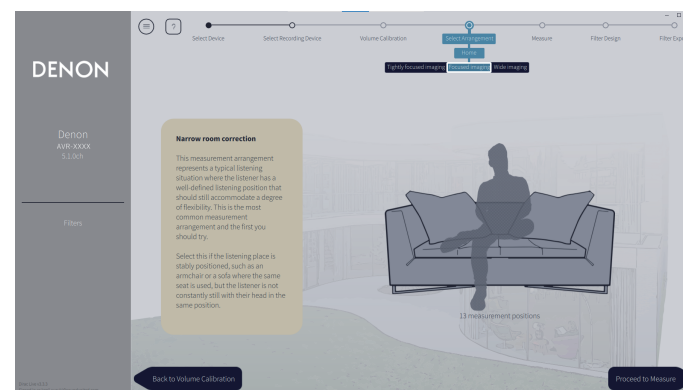 ?
Select Device
Select Recording Device
Volume Calibration
Select Arrangement
Measure
Filter Design
Filter Exp
Home
Tightly focused imaging
Focused imaging
Wide imaging
DENON
Denon
AVR-XXXX
5.1.0ch
Filters
Narrow room correction
This measurement arrangement
represents a typical listening
situation where the listener has a
well-defined listening position that
should still accommodate a degree
of flexibility. This is the most
common measurement
arrangement and the first you
should try.
Select this if the listening place is
stably positioned, such as an
armchair or a sofa where the same
seat is used, but the listener is not
constantly still with their head in the
same position.
13 measurement positions
Back to Volume Calibration
Proceed to Measure